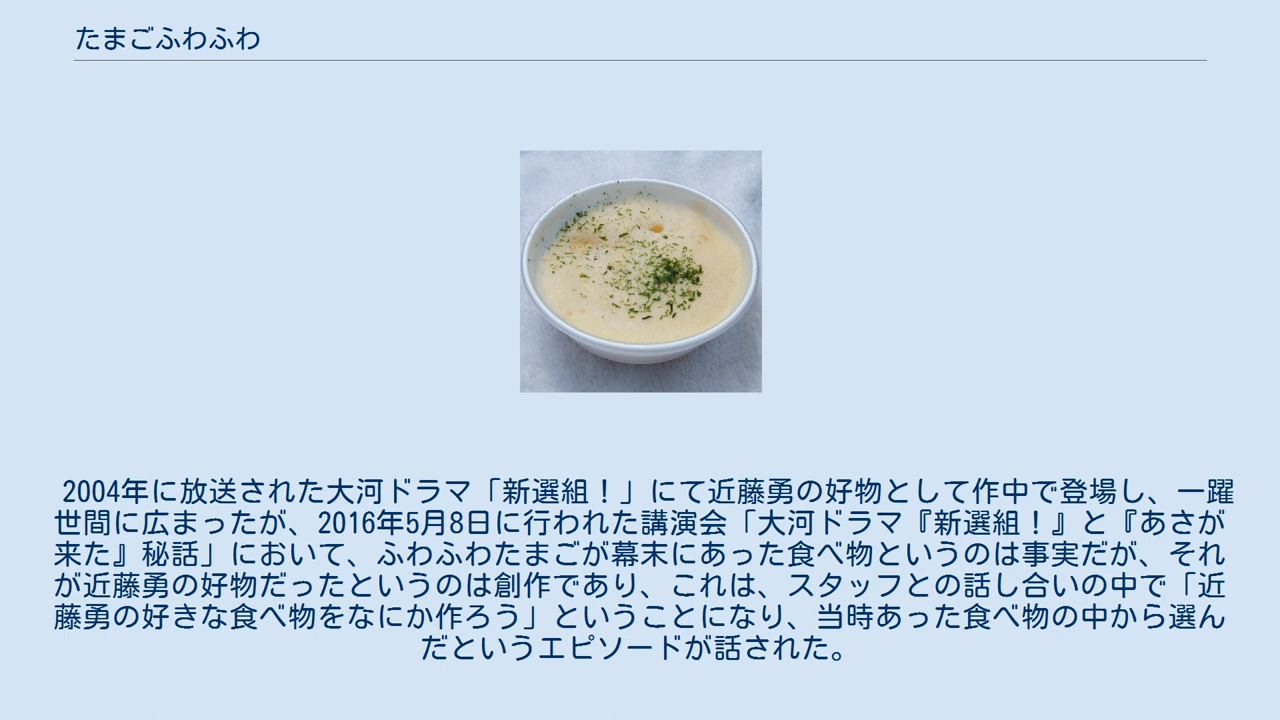 たまごふわふわ
2004年に放送された大河ドラマ「新選組！」にて近藤勇の好物として作中で登場し、一躍
世間に広まったが、2016年5月8日に行われた講演会「大河ドラマ『新選組！』と『あさが
来た』秘話」において、ふわふわたまごが幕末にあった食べ物というのは事実だが、それ
が近藤勇の好物だったというのは創作であり、これは、スタッフとの話し合いの中で「近
藤勇の好きな食べ物をなにか作ろう」ということになり、当時あった食べ物の中から選ん
だというエピソードが話された。